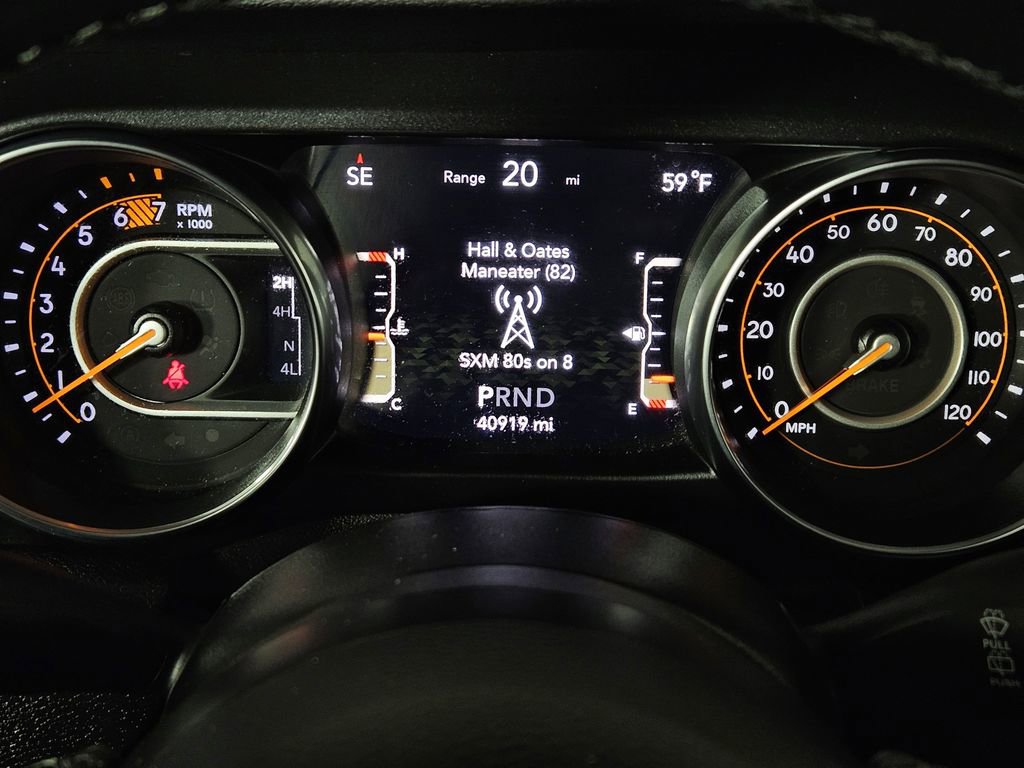 SE
Range 20 mi
59°F
7
6
5
4
3
2
1
0
RPM
x 1000
2H
4H
N
4L
H
C
Hall & Oates
Maneater (82)
SXM 80s on 8
PRND
40919 mi
F
E
0
10
20
30
40
50
60
70
80
90
100
110
120
MPH
BRAKE
PULL
PUSH